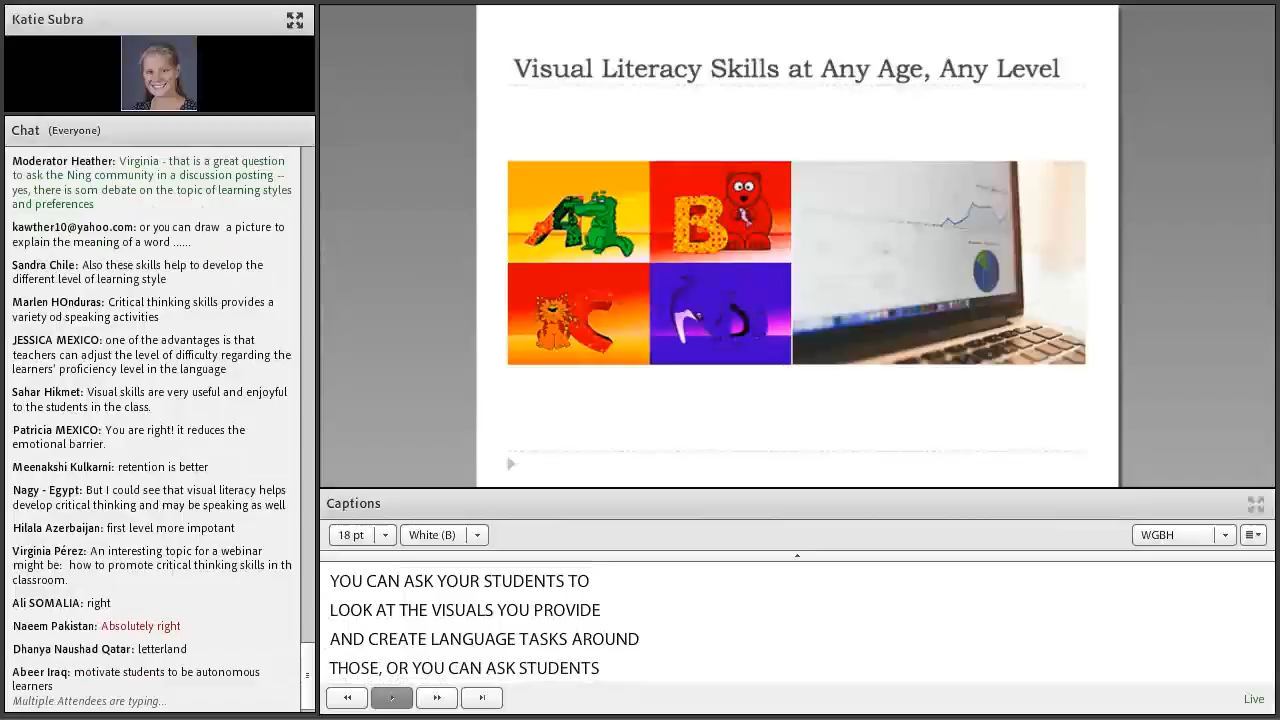 Katie Subra
Chat (Everyone)
Moderator Heather: Virginia - that is a great question
to ask the Ning community in a discussion posting --
yes, there is som debate on the topic of learning styles
and preferences
kawther10@yahoo.com: or you can draw a picture to
explain the meaning of a word ......
Sandra Chile: Also these skills help to develop the
different level of learning style
Marlen HOnduras: Critical thinking skills provides a
variety od speaking activities
JESSICA MEXICO: one of the advantages is that
teachers can adjust the level of difficulty regarding the
learners' proficiency level in the language
Sahar Hikmet: Visual skills are very useful and enjoyful
to the students in the class.
Patricia MEXICO: You are right! it reduces the
emotional barrier.
Meenakshi Kulkarni: retention is better
Nagy - Egypt: But I could see that visual literacy helps
develop critical thinking and may be speaking as well
Hilala Azerbaijan: first level more impotant
Virginia Pérez: An interesting topic for a webinar
might be: how to promote critical thinking skills in th
classroom.
Ali SOMALIA: right
Naeem Pakistan: Absolutely right
Dhanya Naushad Qatar: letterland
Abeer Iraq: motivate students to be autonomous
learners
Multiple Attendees are typing...
Visual Literacy Skills at Any Age, Any Level
A B
C D
Captions
18 pt White (B) WGBH
YOU CAN ASK YOUR STUDENTS TO
LOOK AT THE VISUALS YOU PROVIDE
AND CREATE LANGUAGE TASKS AROUND
THOSE, OR YOU CAN ASK STUDENTS
Live